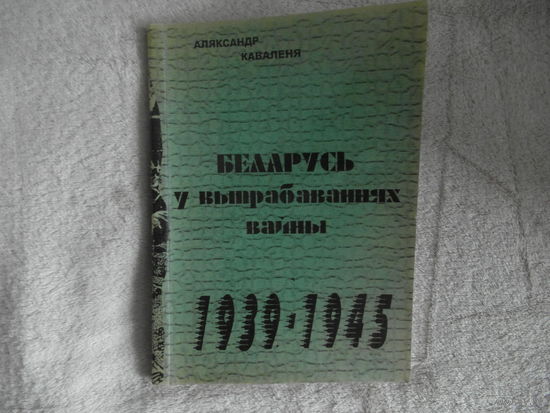 АЛЯКСАНДР
КАВАЛЕНЯ
БЕЛАРУСЬ
у выпрабаваннях
вайны
1939-1945